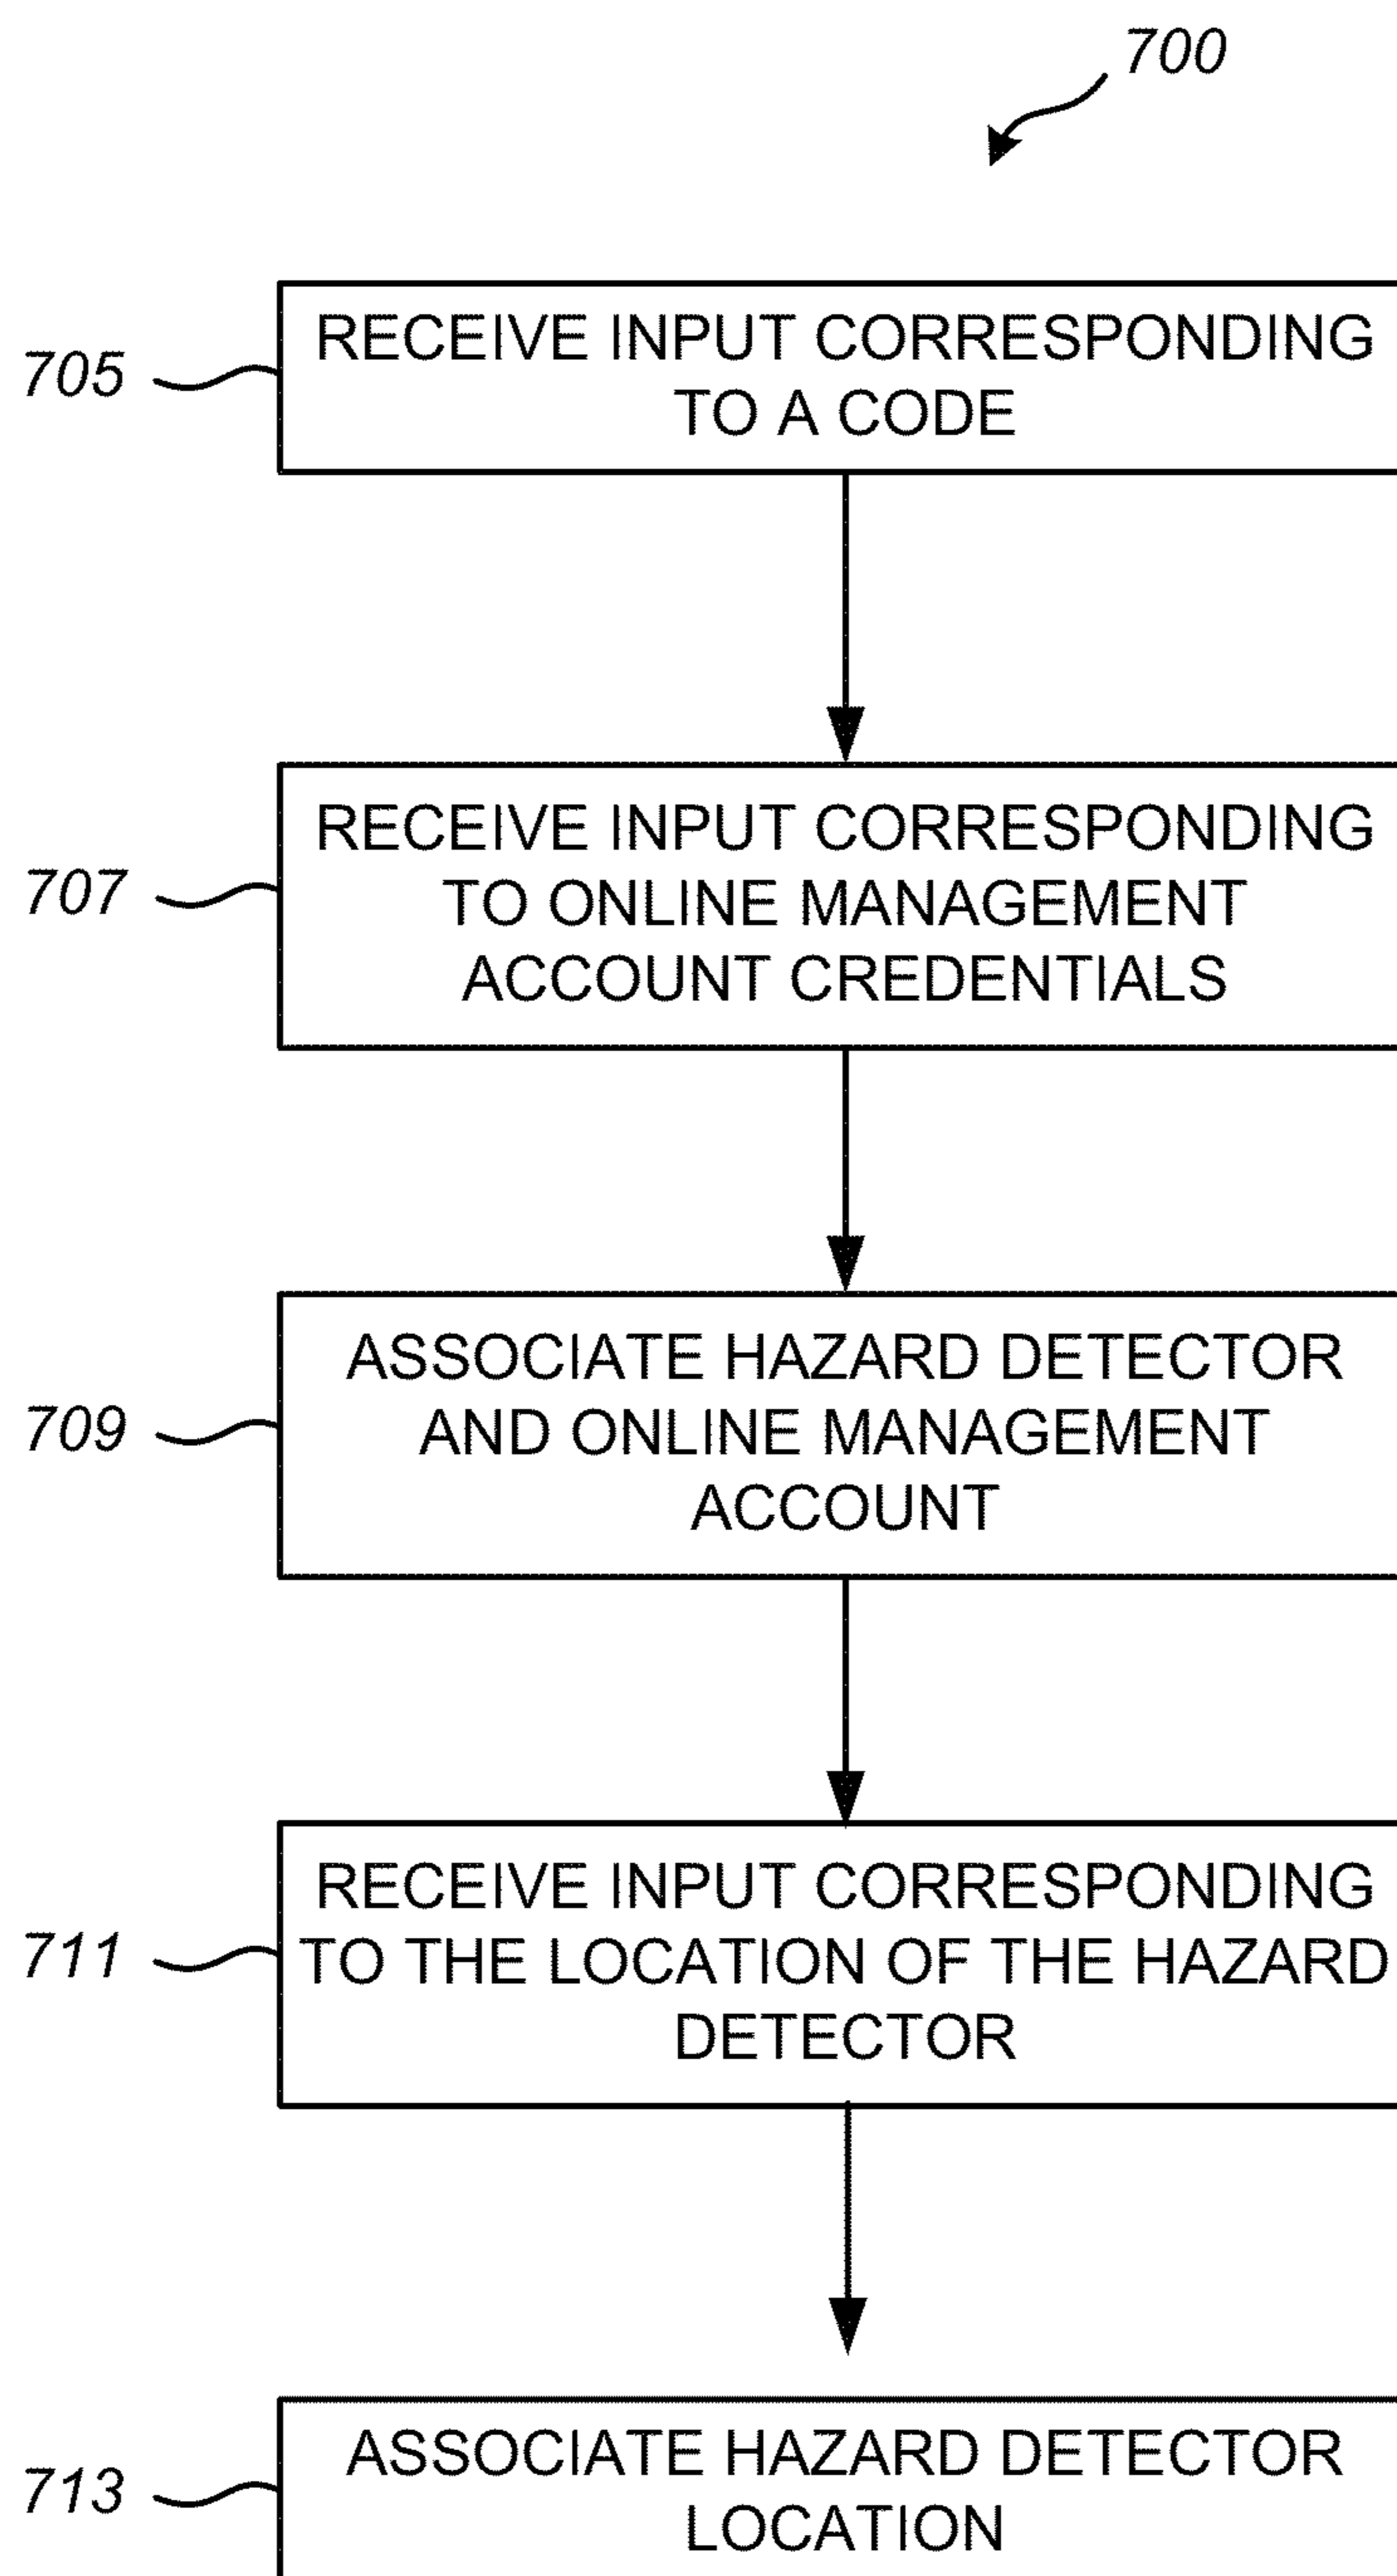 700
705
RECEIVE INPUT CORRESPONDING
TO A CODE
707
RECEIVE INPUT CORRESPONDING
TO ONLINE MANAGEMENT
ACCOUNT CREDENTIALS
709
ASSOCIATE HAZARD DETECTOR
AND ONLINE MANAGEMENT
ACCOUNT
711
RECEIVE INPUT CORRESPONDING
TO THE LOCATION OF THE HAZARD
DETECTOR
713
ASSOCIATE HAZARD DETECTOR
LOCATION